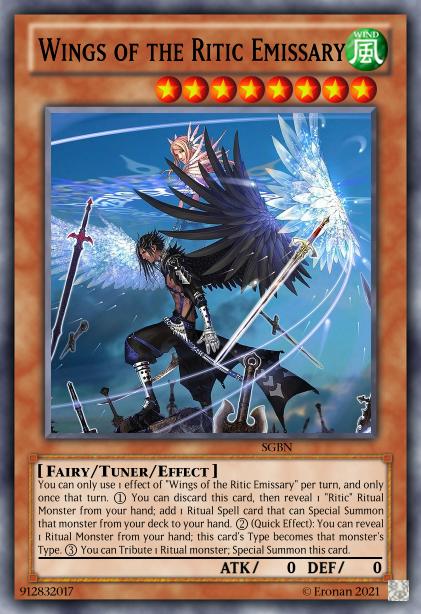 WINGS OF THE RITIC EMISSARY
WIND
風
SGBN
[ FAIRY/TUNER/EFFECT ]
You can only use 1 effect of "Wings of the Ritic Emissary" per turn, and only
once that turn. ① You can discard this card, then reveal 1 "Ritic" Ritual
Monster from your hand; add 1 Ritual Spell card that can Special Summon
that monster from your deck to your hand. ② (Quick Effect): You can reveal
1 Ritual Monster from your hand; this card's Type becomes that monster's
Type. ③ You can Tribute 1 Ritual monster; Special Summon this card.
ATK/ 0 DEF/ 0
912832017 © Eronan 2021